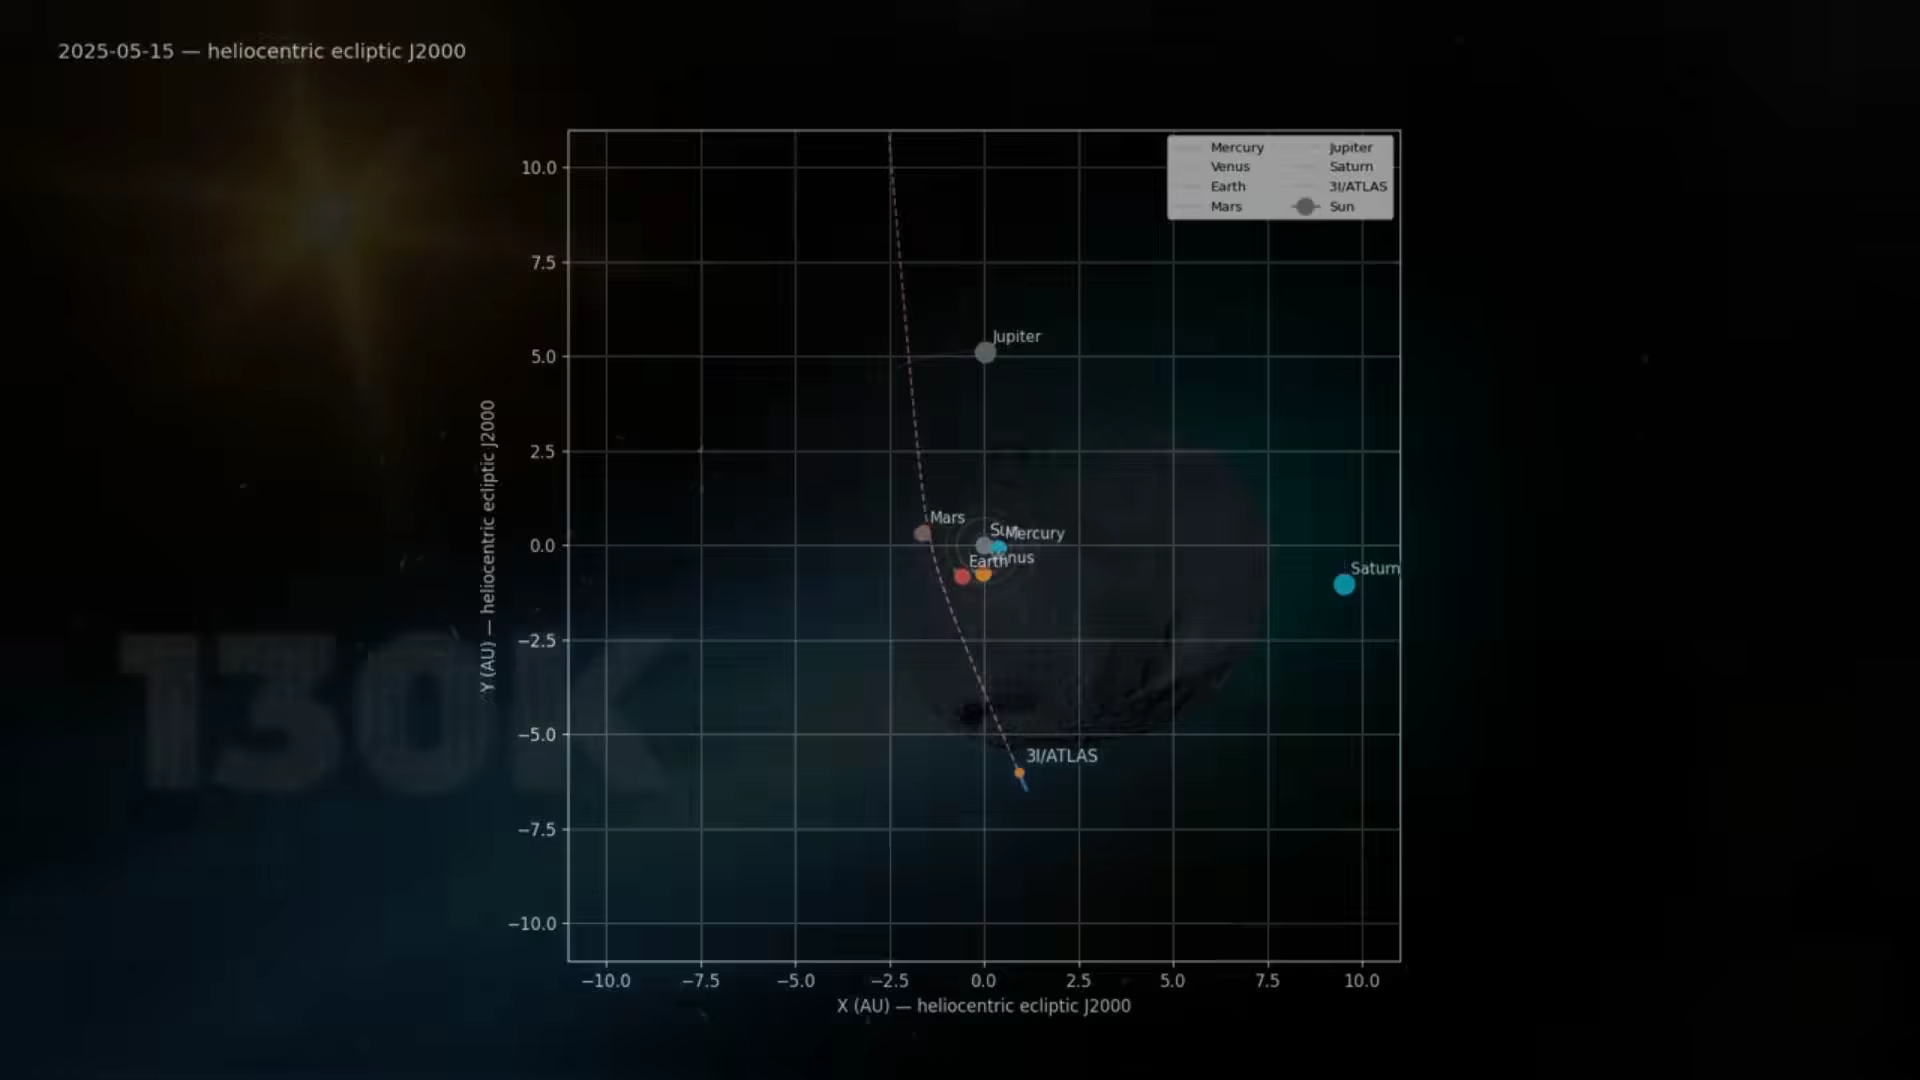 2025-05-15 — heliocentric ecliptic J2000
Mercury
Venus
Earth
Mars
Jupiter
Saturn
3I/ATLAS
Sun
10.0
7.5
5.0
2.5
0.0
−2.5
−5.0
−7.5
−10.0
Y (AU) — heliocentric ecliptic J2000
Jupiter
Mars
Sun
Mercury
Earth
Venus
Saturn
3I/ATLAS
130K
−10.0
−7.5
−5.0
−2.5
0.0
2.5
5.0
7.5
10.0
X (AU) — heliocentric ecliptic J2000